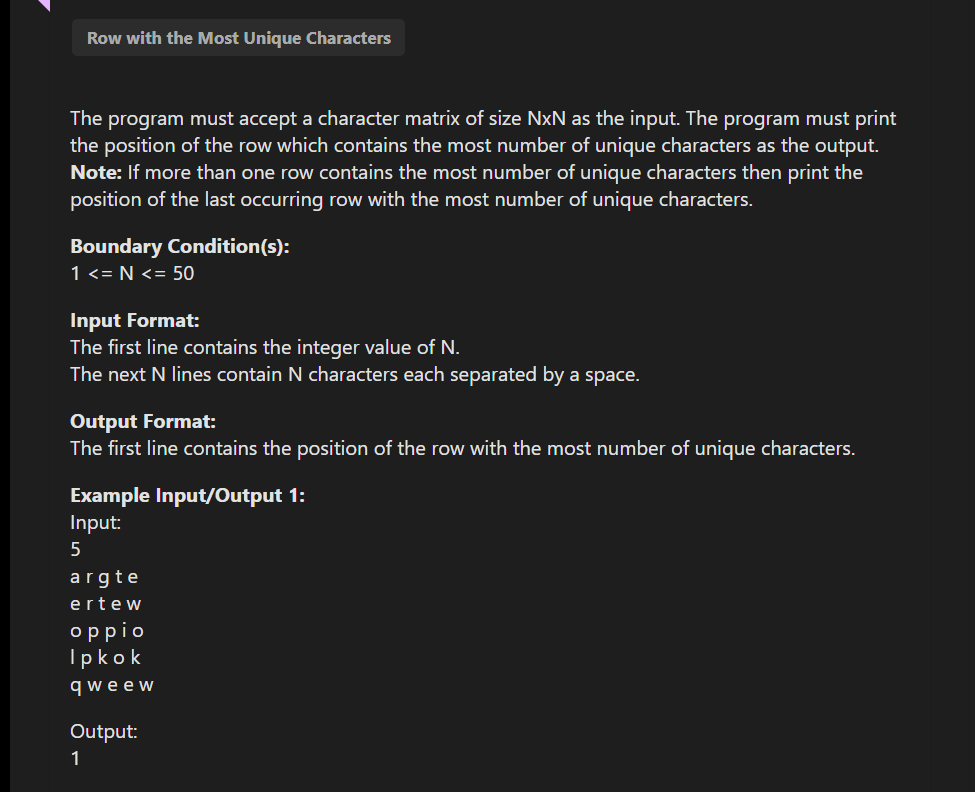 Row with the Most Unique Characters
The program must accept a character matrix of size NxN as the input. The program must print
the position of the row which contains the most number of unique characters as the output.
Note: If more than one row contains the most number of unique characters then print the
position of the last occurring row with the most number of unique characters.
Boundary Condition(s):
1 <= N <= 50
Input Format:
The first line contains the integer value of N.
The next N lines contain N characters each separated by a space.
Output Format:
The first line contains the position of the row with the most number of unique characters.
Example Input/Output 1:
Input:
5
a r g t e
e r t e w
o p p i o
l p k o k
q w e e w
Output:
1